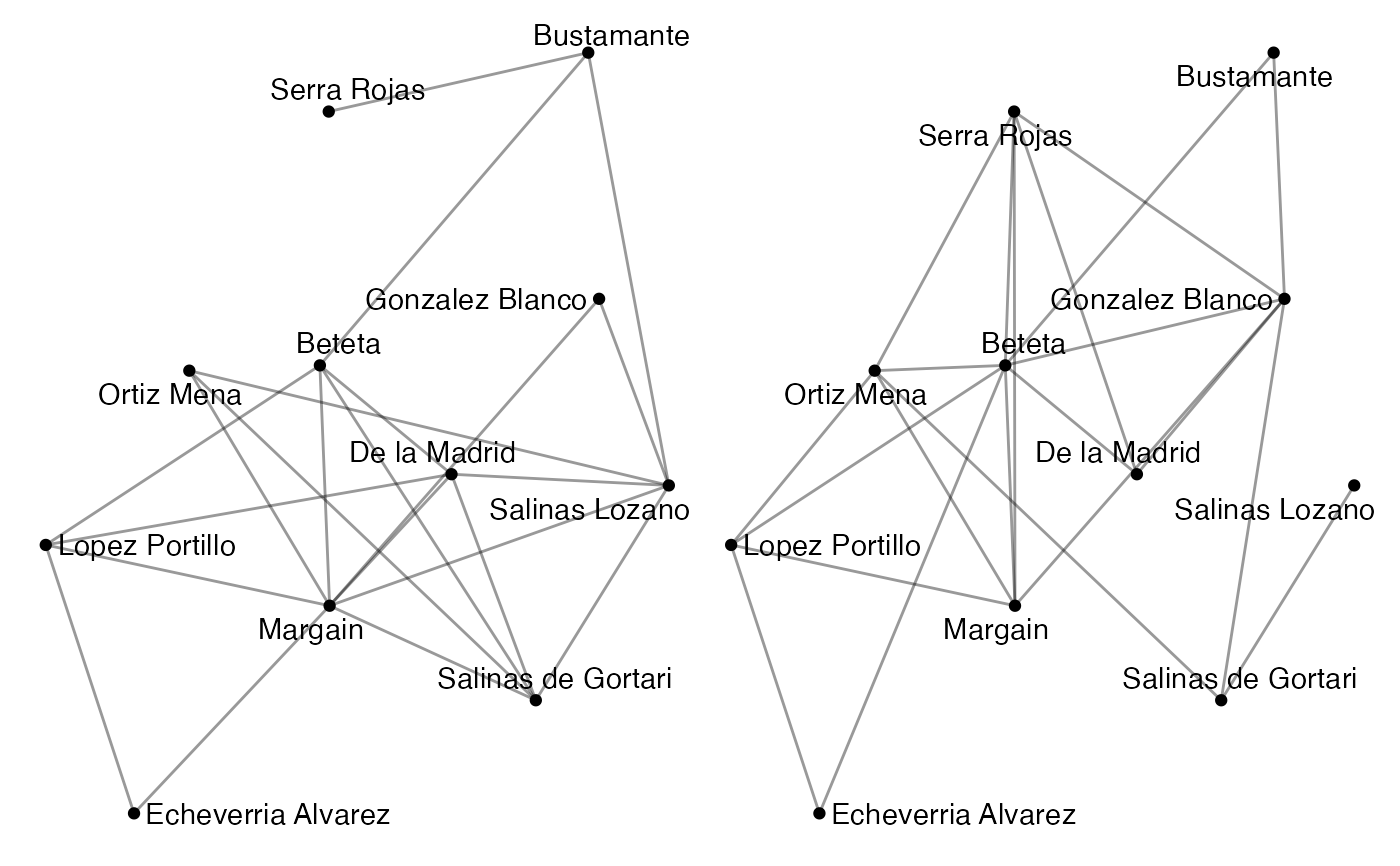 Bustamante
Serra Rojas
Gonzalez Blanco
Beteta
Ortiz Mena
De la Madrid
Salinas Lozano
Lopez Portillo
Margain
Salinas de Gortari
Echeverria Alvarez
Bustamante
Serra Rojas
Gonzalez Blanco
Beteta
Ortiz Mena
De la Madrid
Salinas Lozano
Lopez Portillo
Margain
Salinas de Gortari
Echeverria Alvarez